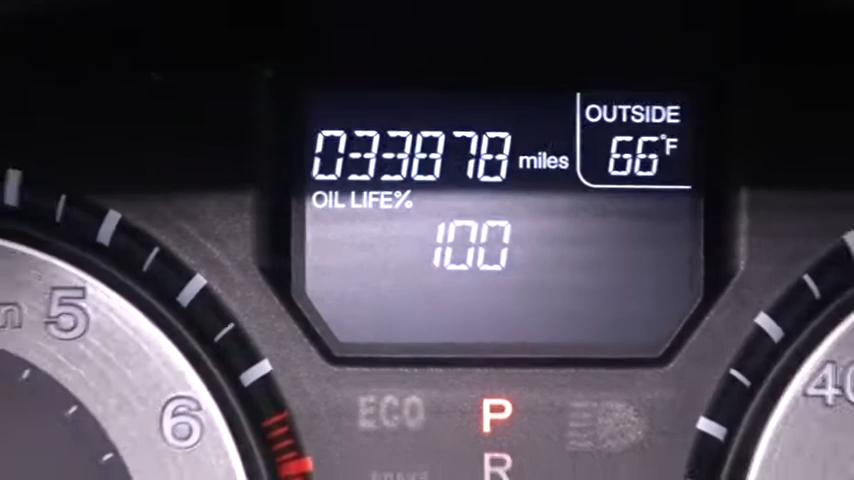 OUTSIDE
033878 miles
66°F
OIL LIFE%
100
5
6
40
ECO
P
R